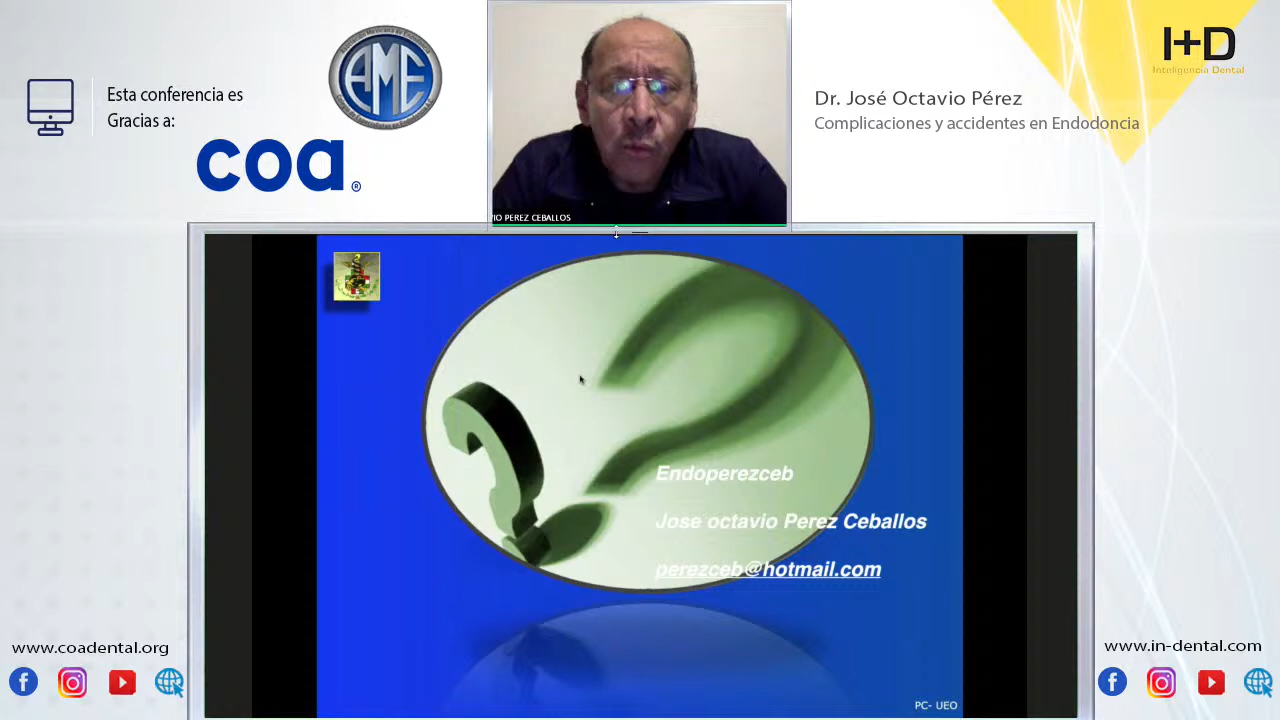 Esta conferencia es
Gracias a:
coa®
AME
IO PEREZ CEBALLOS
Dr. José Octavio Pérez
Complicaciones y accidentes en Endodoncia
I+D
Inteligencia Dental
Endoperezceb
Jose octavio Perez Ceballos
perezceb@hotmail.com
PC- UEO
www.coadental.org
www.in-dental.com